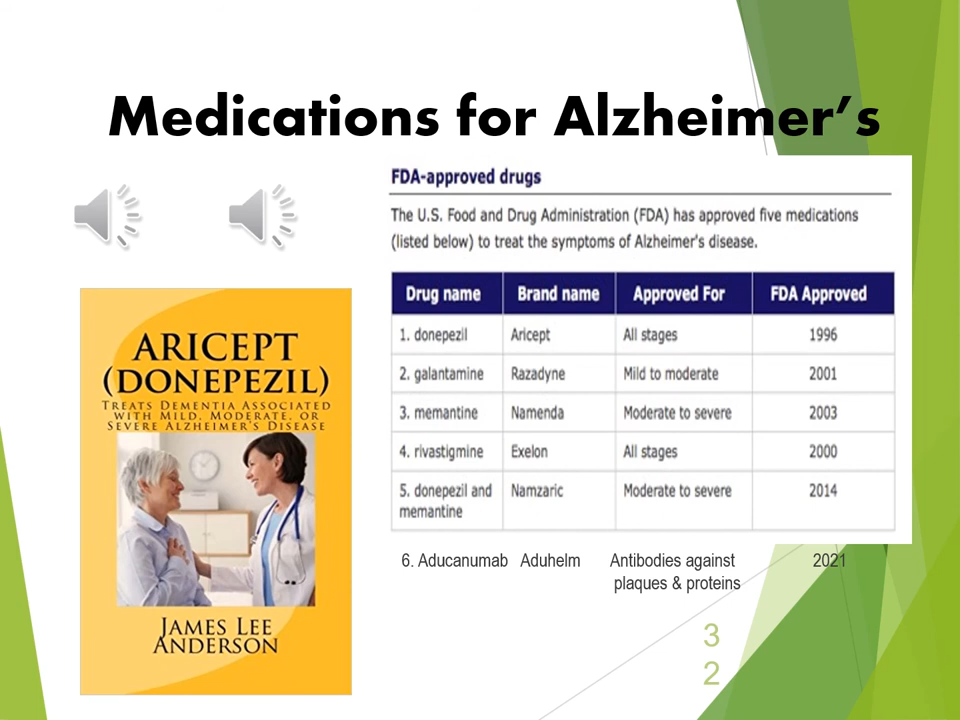 Medications for Alzheimer's
FDA-approved drugs
The U.S. Food and Drug Administration (FDA) has approved five medications
(listed below) to treat the symptoms of Alzheimer's disease.
Drug name Brand name Approved For FDA Approved
1. donepezil Aricept All stages 1996
2. galantamine Razadyne Mild to moderate 2001
3. memantine Namenda Moderate to severe 2003
4. rivastigmine Exelon All stages 2000
5. donepezil and Namzaric Moderate to severe 2014
memantine
6. Aducanumab Aduhelm Antibodies against 2021
plaques & proteins
ARICEPT
(DONEPEZIL)
TREATS DEMENTIA ASSOCIATED
WITH MILD, MODERATE, OR
SEVERE ALZHEIMER'S DISEASE
JAMES LEE
ANDERSON
3
2